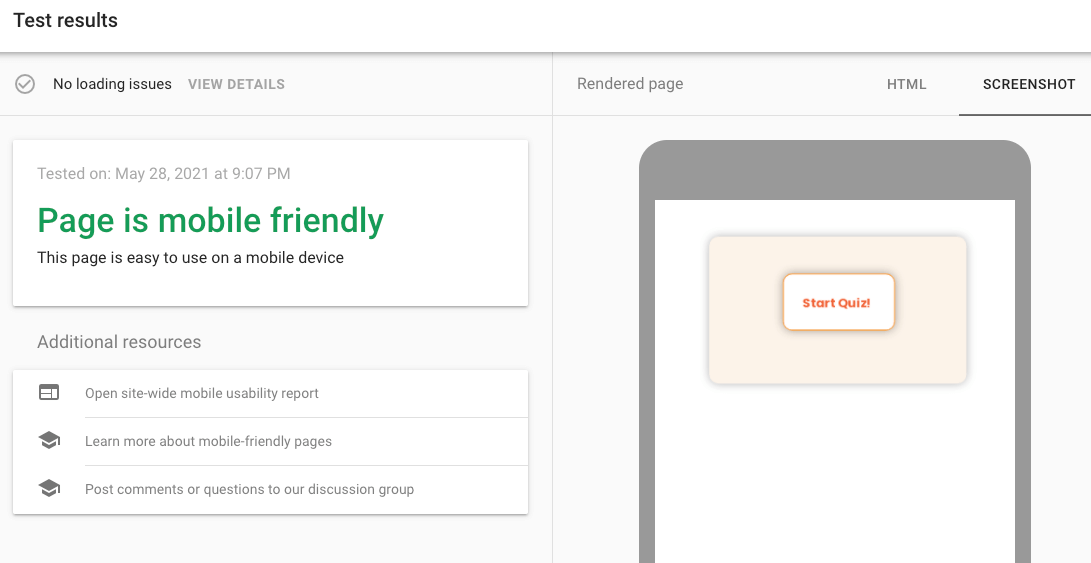 Test results
No loading issues VIEW DETAILS
Rendered page HTML SCREENSHOT
Tested on: May 28, 2021 at 9:07 PM
Page is mobile friendly
This page is easy to use on a mobile device
Additional resources
Open site-wide mobile usability report
Learn more about mobile-friendly pages
Post comments or questions to our discussion group
Start Quiz!